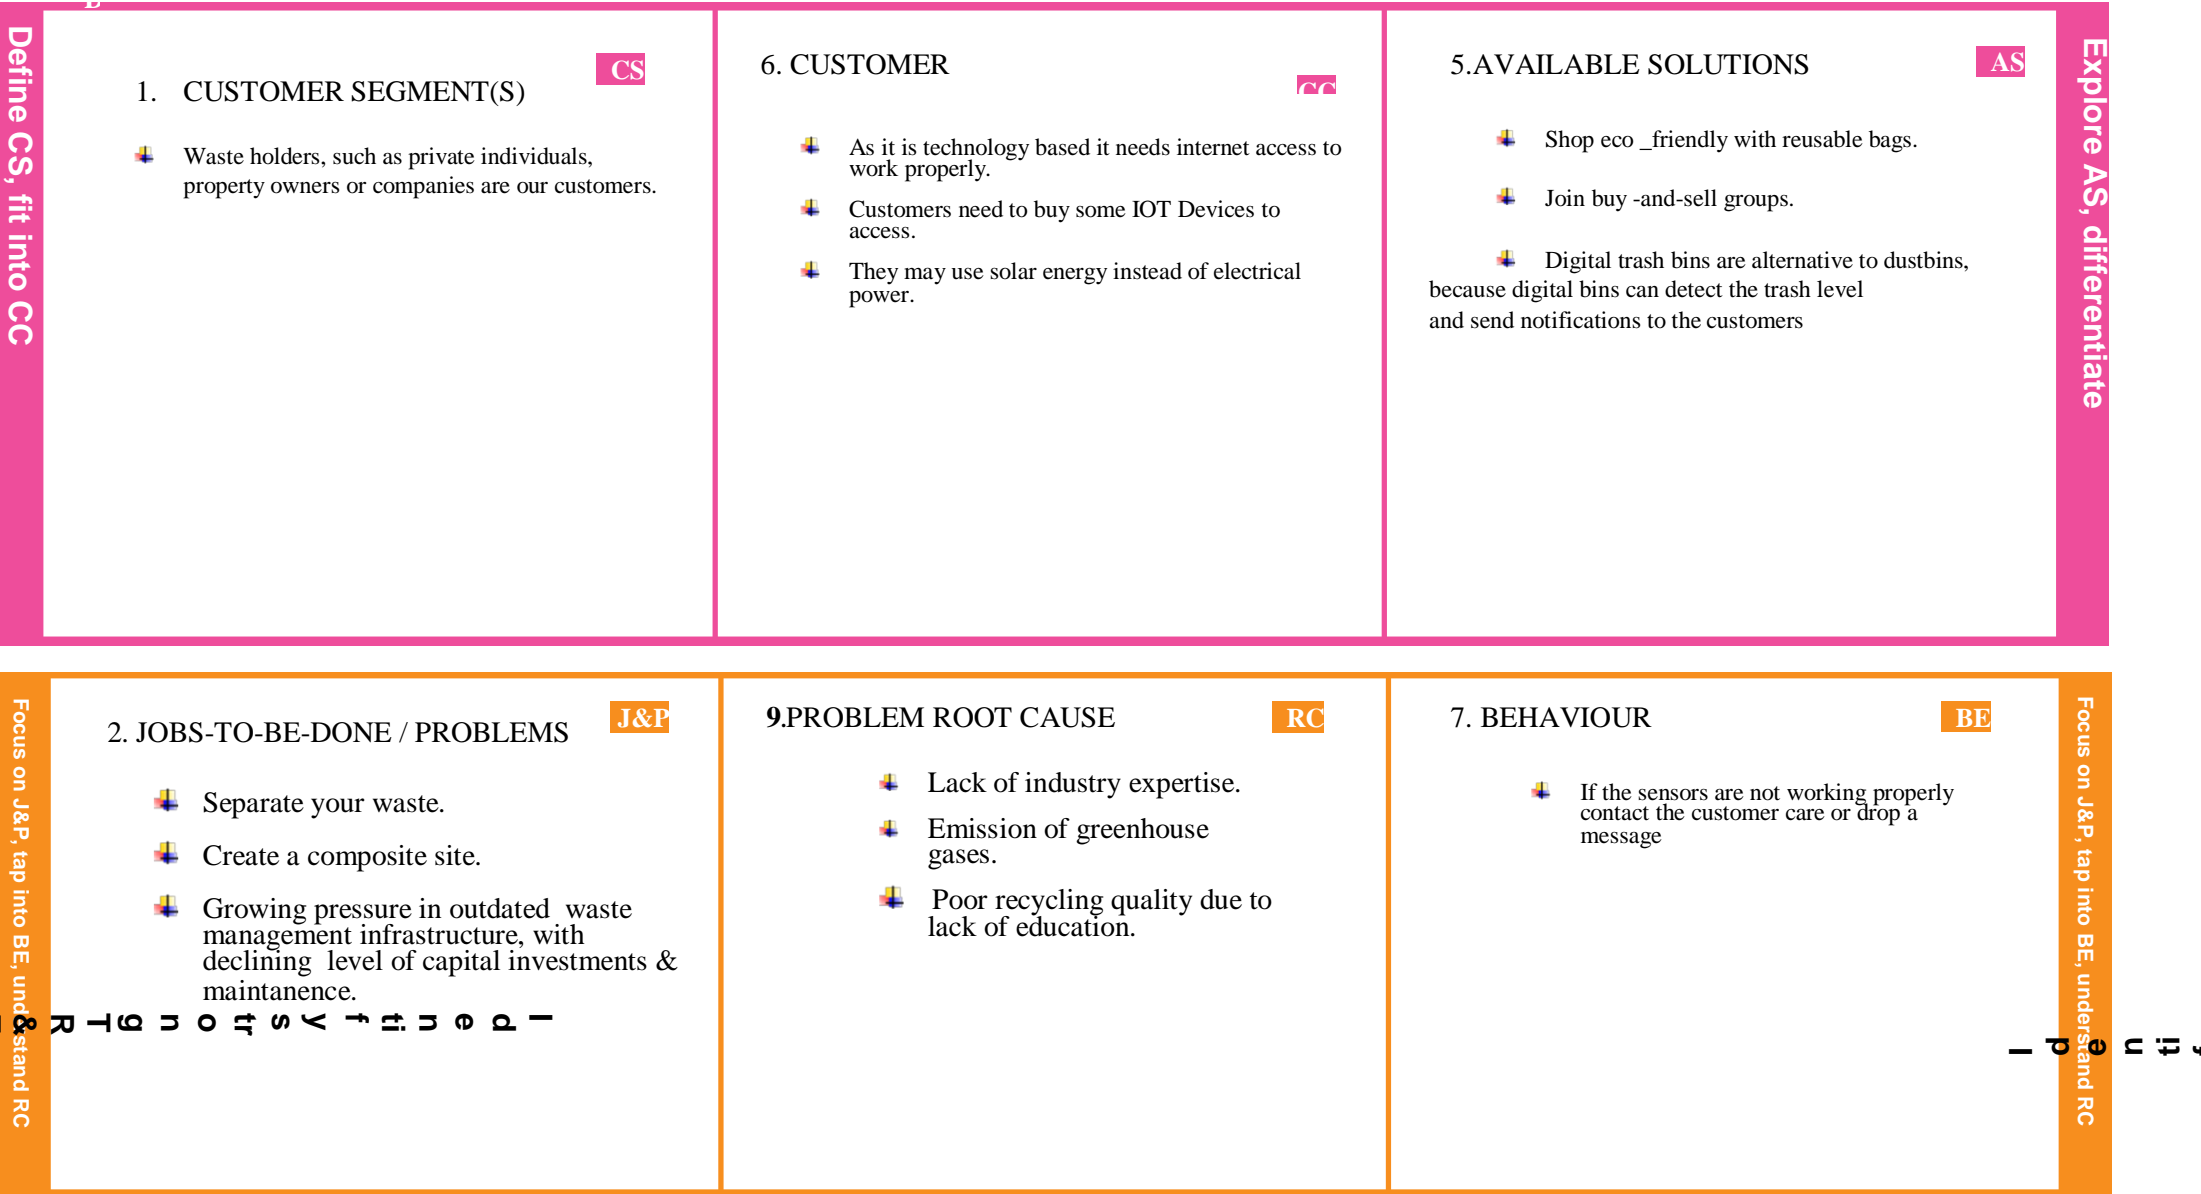 Define CS, fit into CC
1. CUSTOMER SEGMENT(S)
CS
Waste holders, such as private individuals,
property owners or companies are our customers.
6. CUSTOMER
CC
As it is technology based it needs internet access to
work properly.
Customers need to buy some IOT Devices to
access.
They may use solar energy instead of electrical
power.
5.AVAILABLE SOLUTIONS
AS
Shop eco _friendly with reusable bags.
Join buy -and-sell groups.
Digital trash bins are alternative to dustbins,
because digital bins can detect the trash level
and send notifications to the customers
Explore AS, differentiate
Focus on J&P, tap into BE, understand RC
2. JOBS-TO-BE-DONE / PROBLEMS
J&P
Separate your waste.
Create a composite site.
Growing pressure in outdated waste
management infrastructure, with
declining level of capital investments &
maintanence.
Identify strong TR &
9.PROBLEM ROOT CAUSE
RC
Lack of industry expertise.
Emission of greenhouse
gases.
Poor recycling quality due to
lack of education.
7. BEHAVIOUR
BE
If the sensors are not working properly
contact the customer care or drop a
message
Focus on J&P, tap into BE, understand RC
Identif